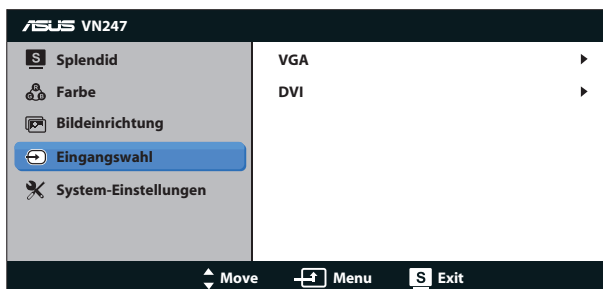 ASUS VN247
S Splendid
Farbe
Bildeinrichtung
Eingangswahl
System-Einstellungen
VGA
DVI
Move Menu S Exit